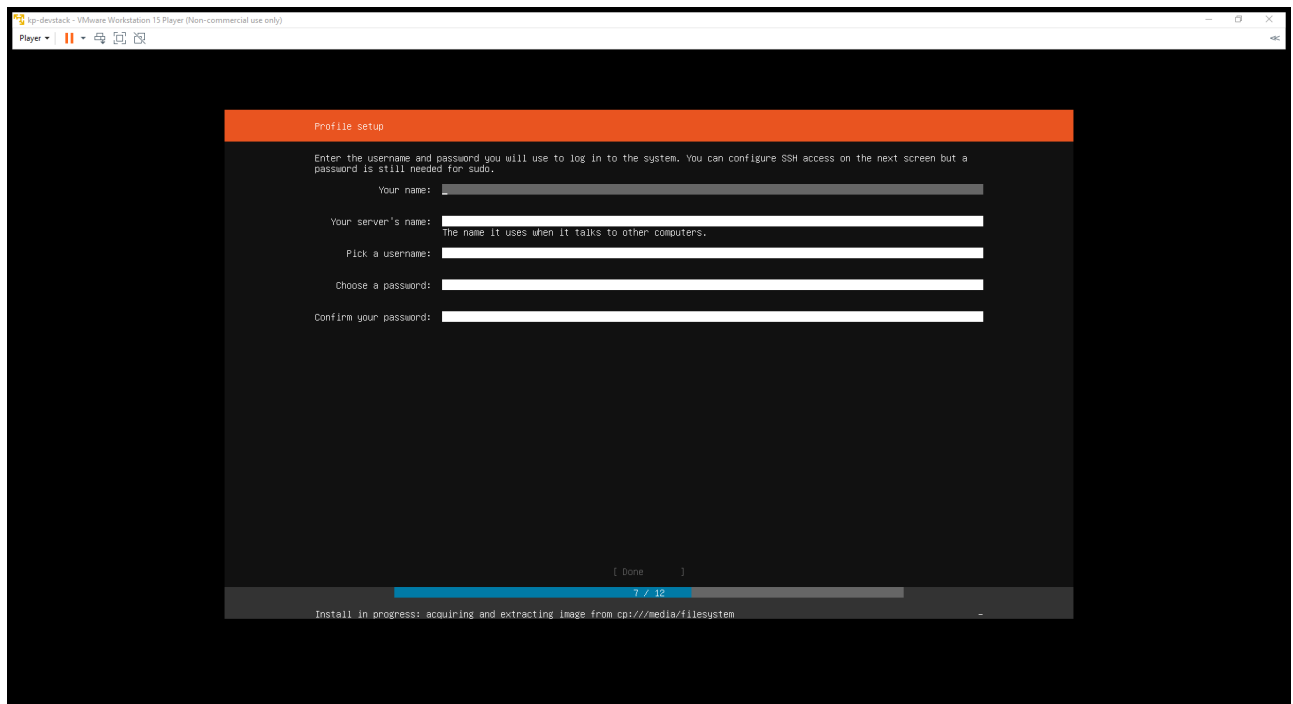 kp-devstack - VMware Workstation 15 Player (Non-commercial use only)
Player
Profile setup
Enter the username and password you will use to log in to the system. You can configure SSH access on the next screen but a
password is still needed for sudo.
Your name:
Your server's name:
The name it uses when it talks to other computers.
Pick a username:
Choose a password:
Confirm your password:
[ Done ]
7 / 12
Install in progress: acquiring and extracting image from cp:///media/filesystem -